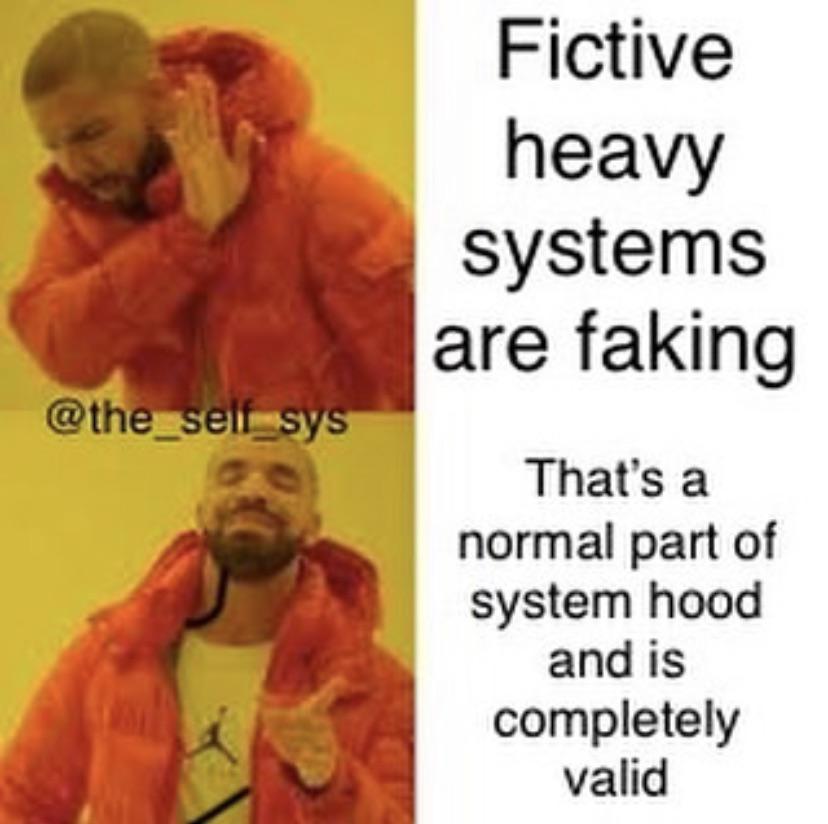 Fictive
heavy
systems
are faking
@the_self_sys
That's a
normal part of
system hood
and is
completely
valid